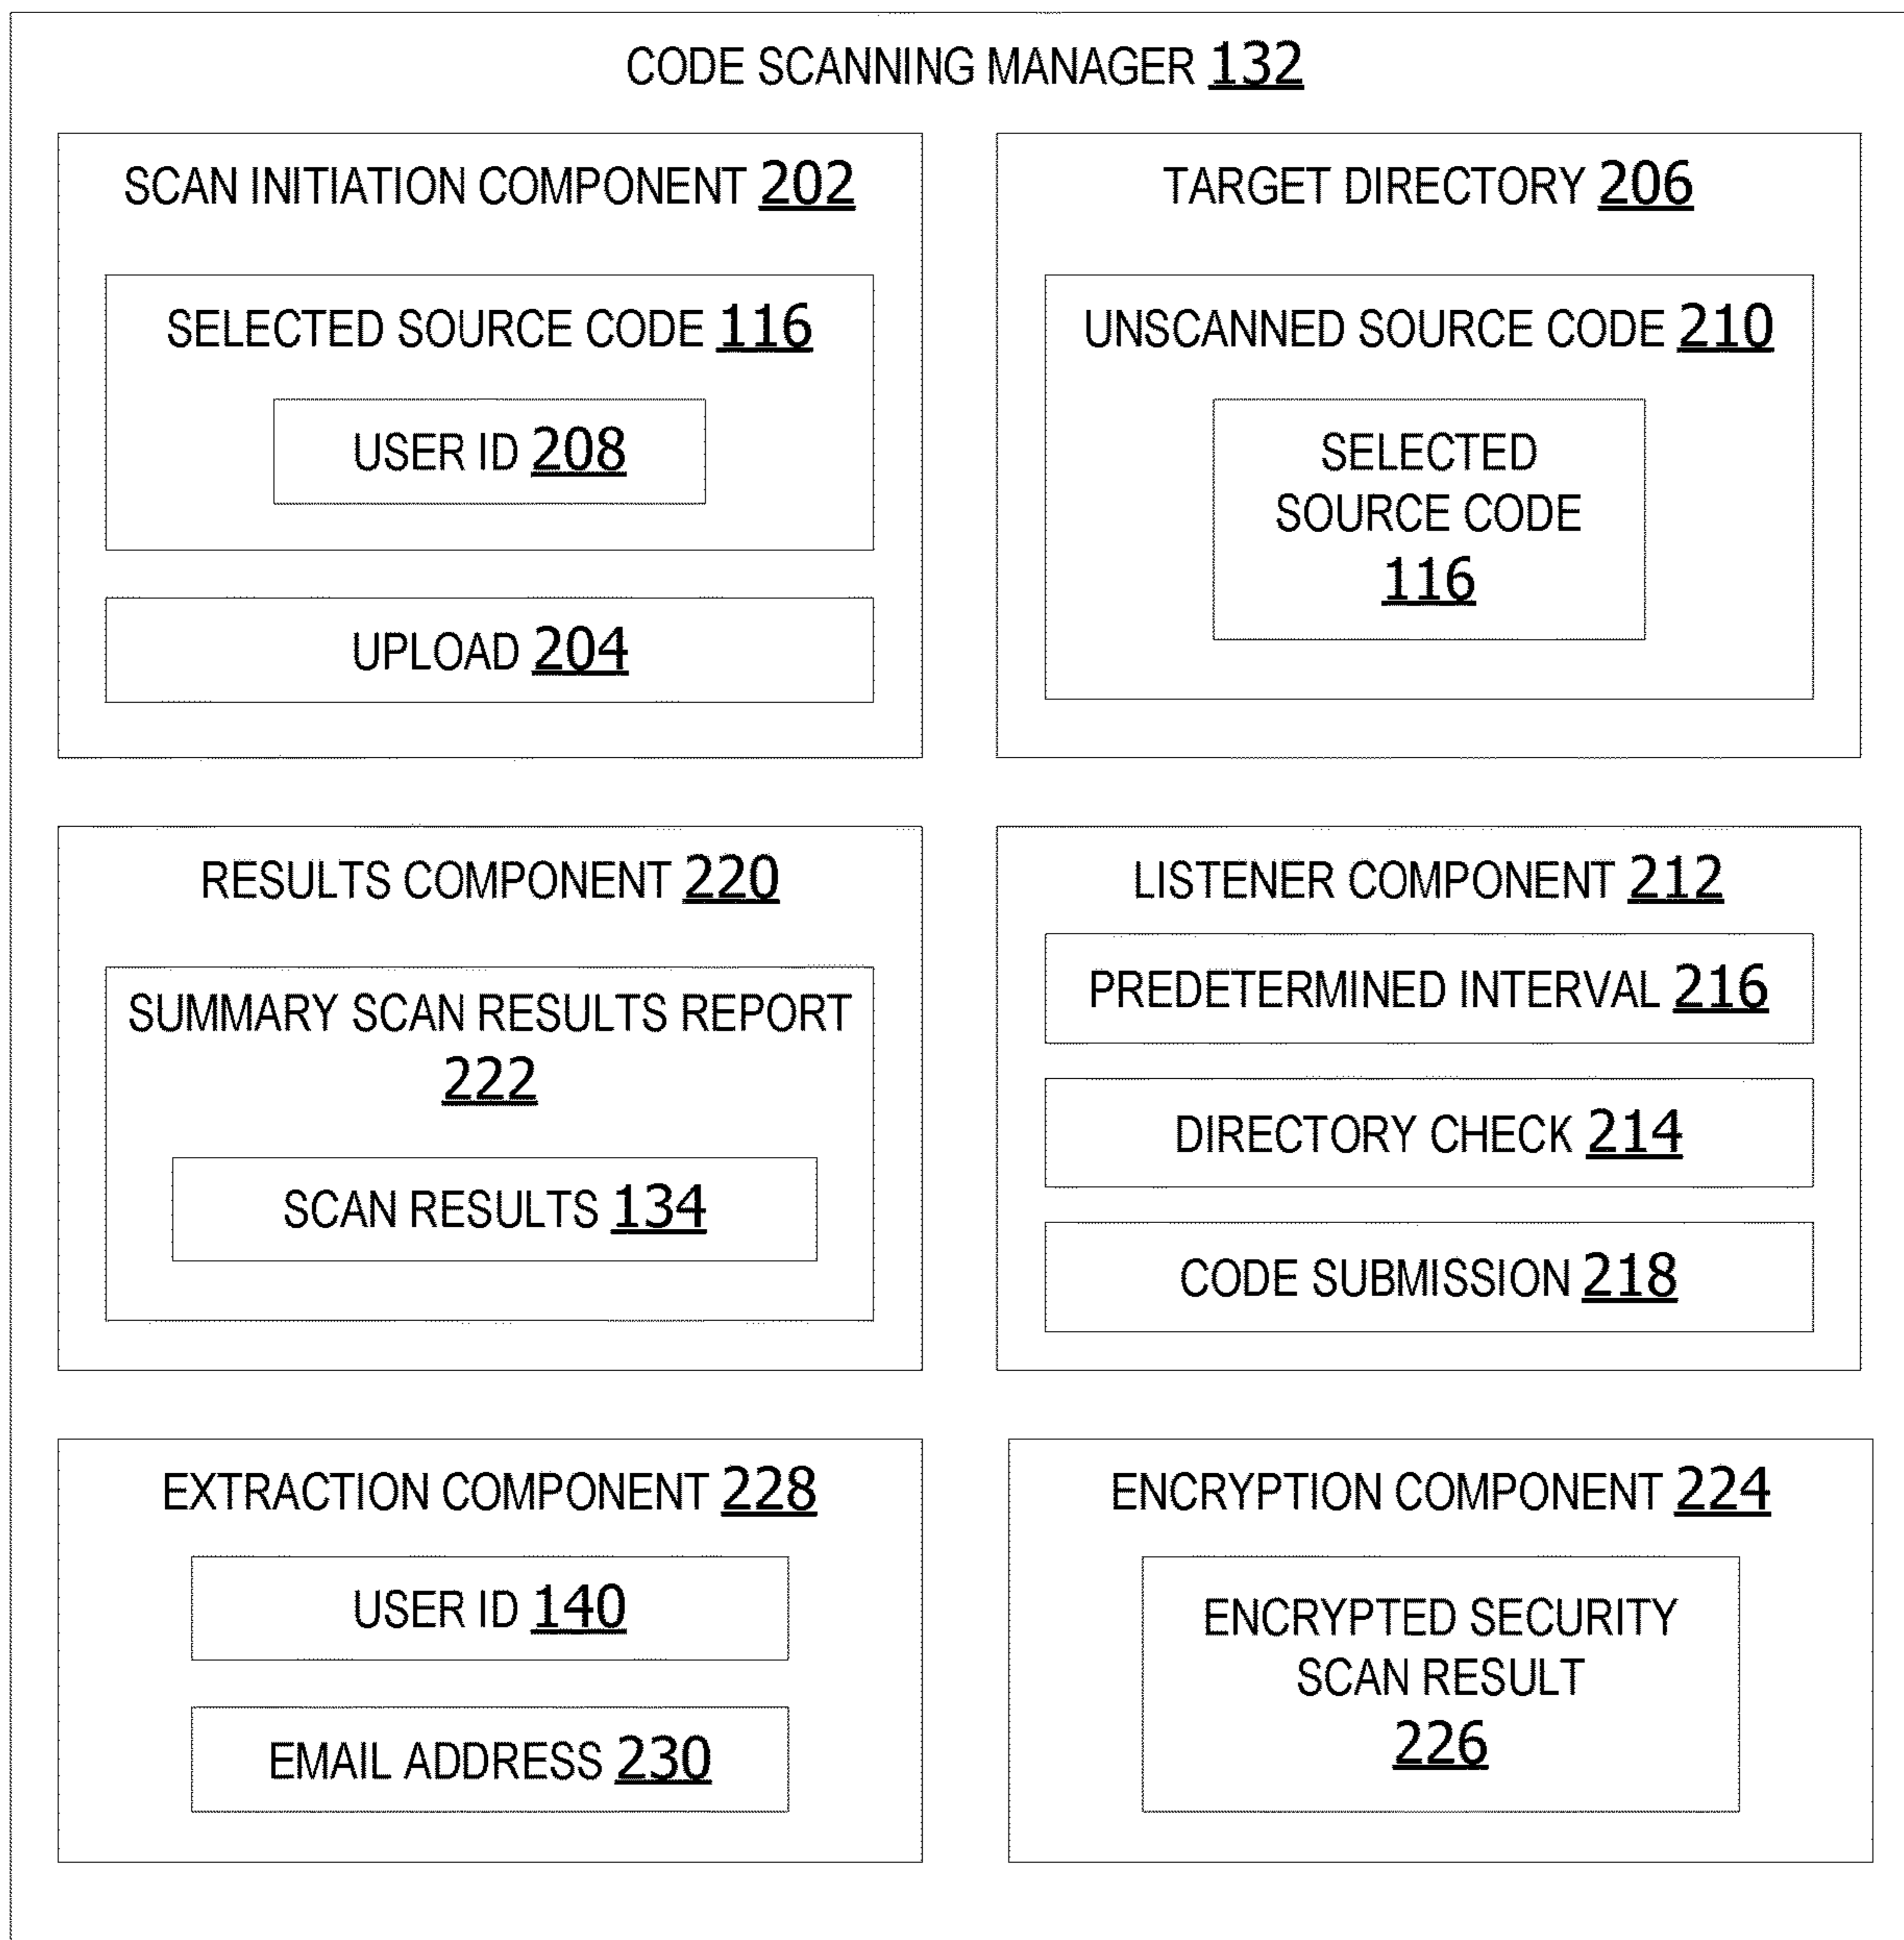 CODE SCANNING MANAGER 132
SCAN INITIATION COMPONENT 202
SELECTED SOURCE CODE 116
USER ID 208
UPLOAD 204
TARGET DIRECTORY 206
UNSCANNED SOURCE CODE 210
SELECTED
SOURCE CODE
116
RESULTS COMPONENT 220
SUMMARY SCAN RESULTS REPORT
222
SCAN RESULTS 134
LISTENER COMPONENT 212
PREDETERMINED INTERVAL 216
DIRECTORY CHECK 214
CODE SUBMISSION 218
EXTRACTION COMPONENT 228
USER ID 140
EMAIL ADDRESS 230
ENCRYPTION COMPONENT 224
ENCRYPTED SECURITY
SCAN RESULT
226